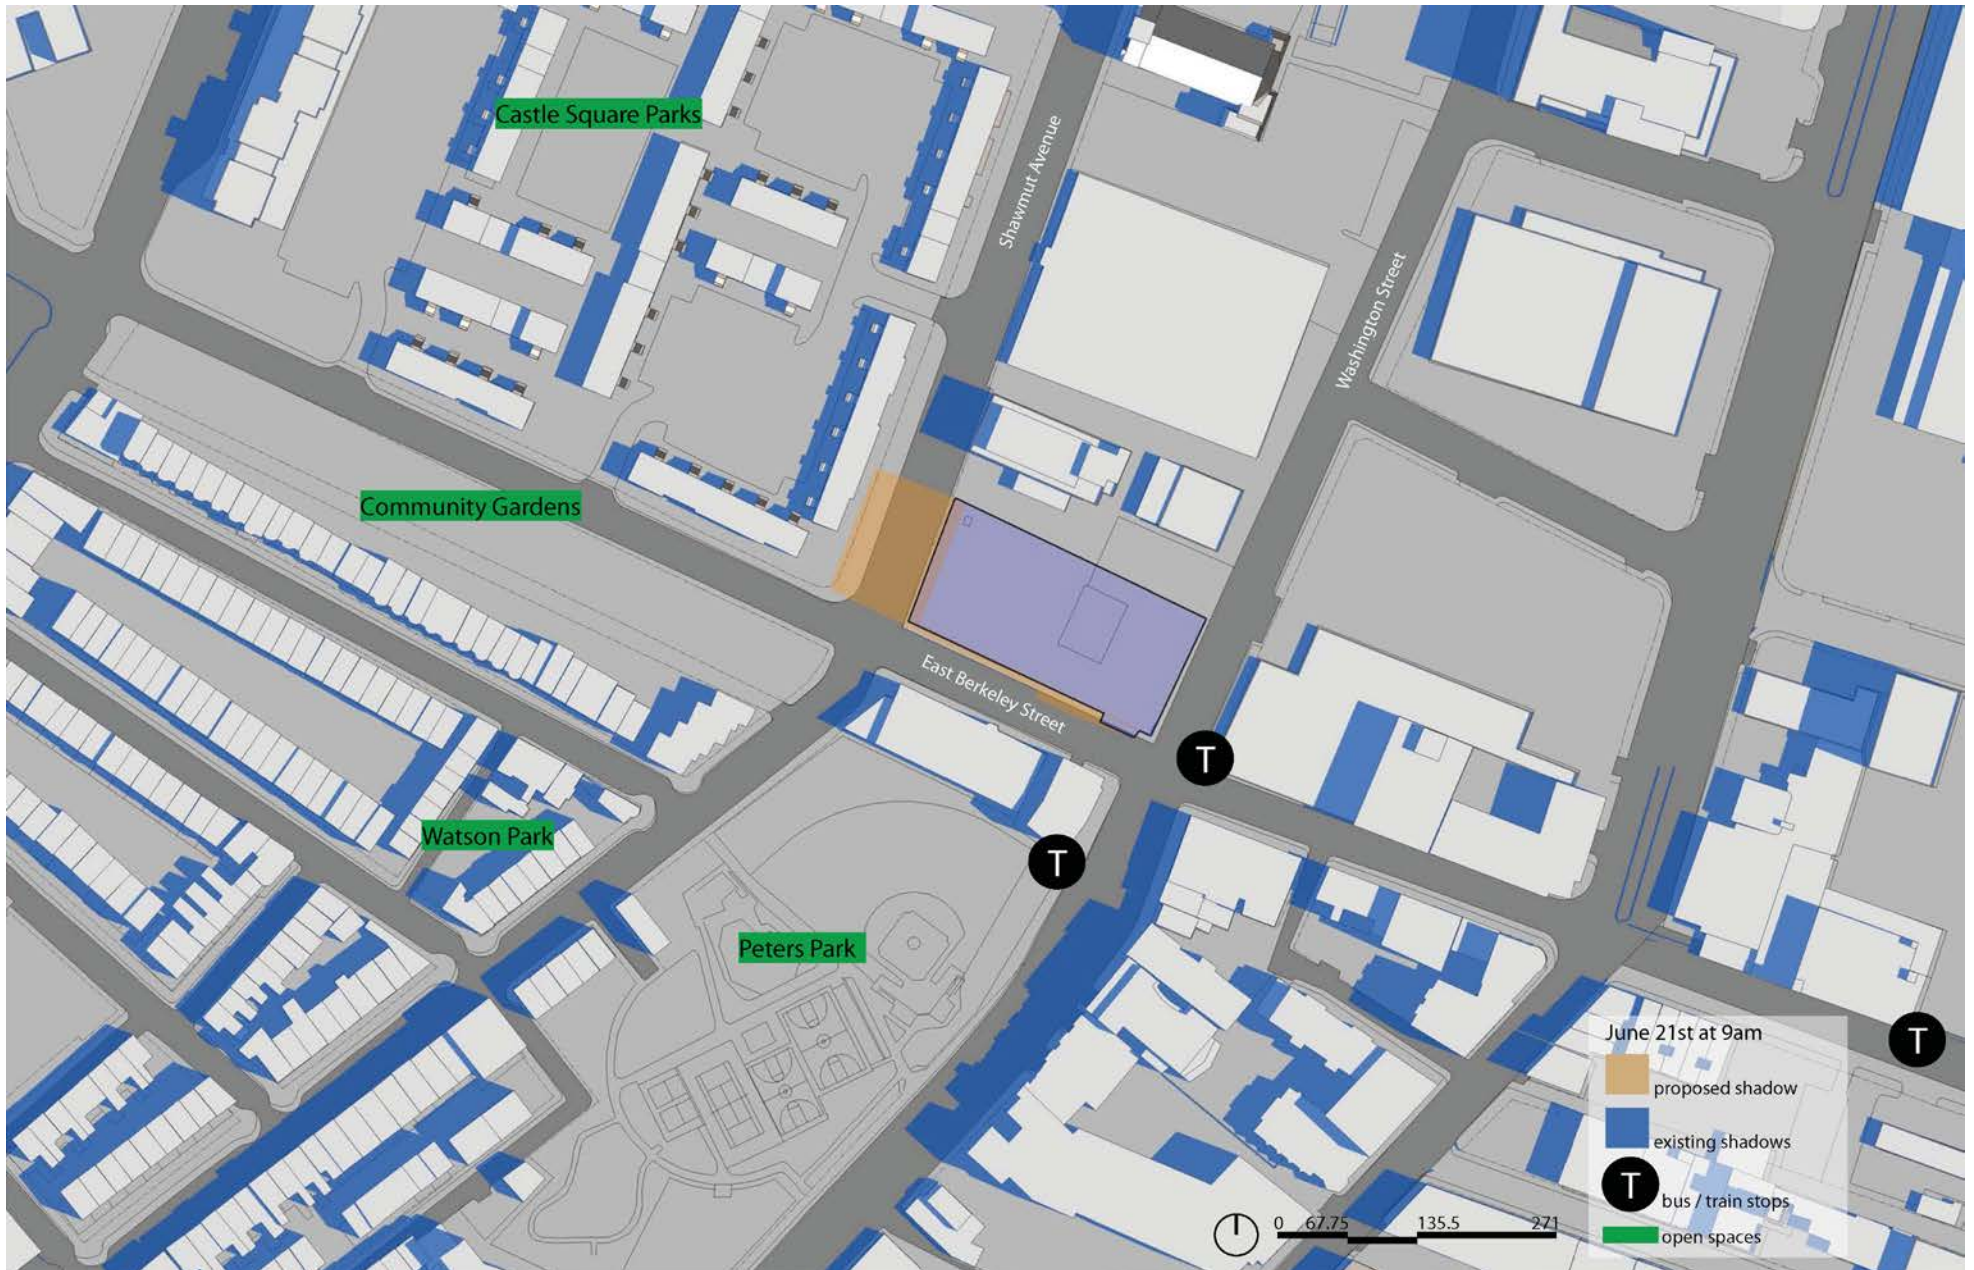 Castle Square Parks
Shawmut Avenue
Washington Street
Community Gardens
East Berkeley Street
T
Watson Park
T
Peters Park
T
June 21st at 9am
proposed shadow
existing shadows
T
bus / train stops
open spaces
0 67.75 135.5 271